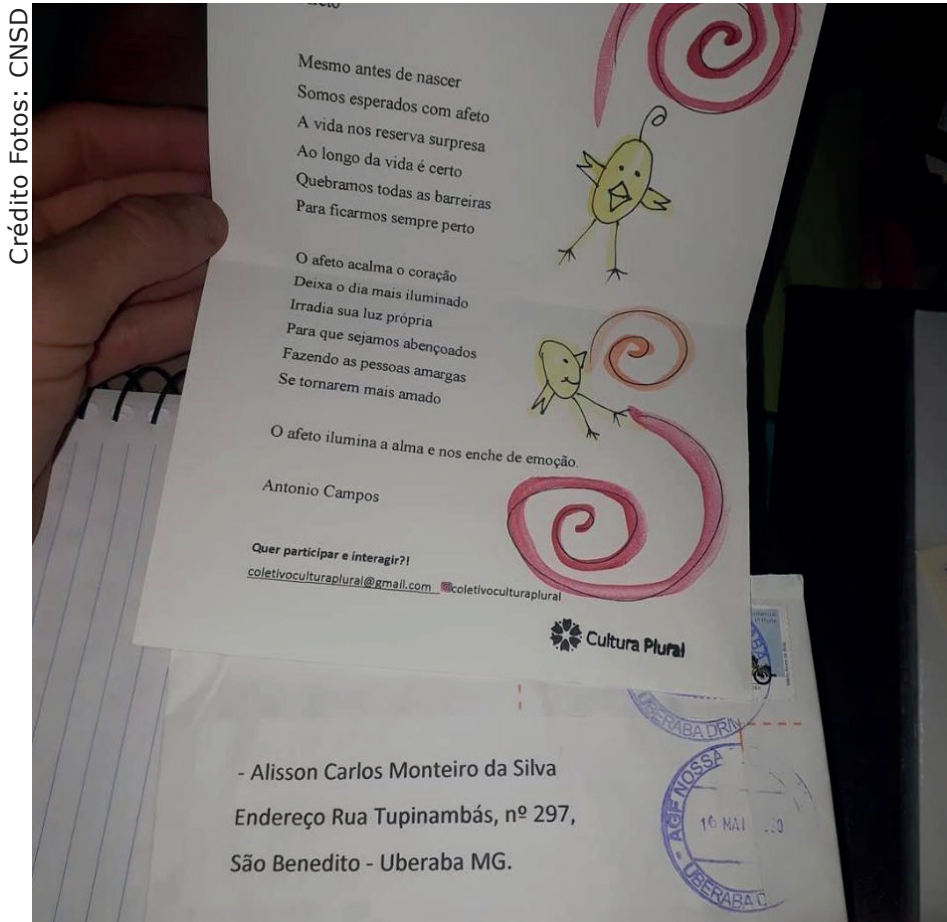 Crédito Fotos: CNSD
Mesmo antes de nascer
Somos esperados com afeto
A vida nos reserva surpresa
Ao longo da vida é certo
Quebramos todas as barreiras
Para ficarmos sempre perto
O afeto acalma o coração
Deixa o dia mais iluminado
Irradia sua luz própria
Para que sejamos abençoados
Fazendo as pessoas amargas
Se tornarem mais amado
O afeto ilumina a alma e nos enche de emoção.
Antonio Campos
Quer participar e interagir?!
coletivoculturaplural@gmail.com coletivoculturaplural
Cultura Plural
UBERABA DRM
- Alisson Carlos Monteiro da Silva
Endereço Rua Tupinambás, nº 297,
São Benedito - Uberaba MG.
- AGF NOSSA
16 MAI
UBERABA